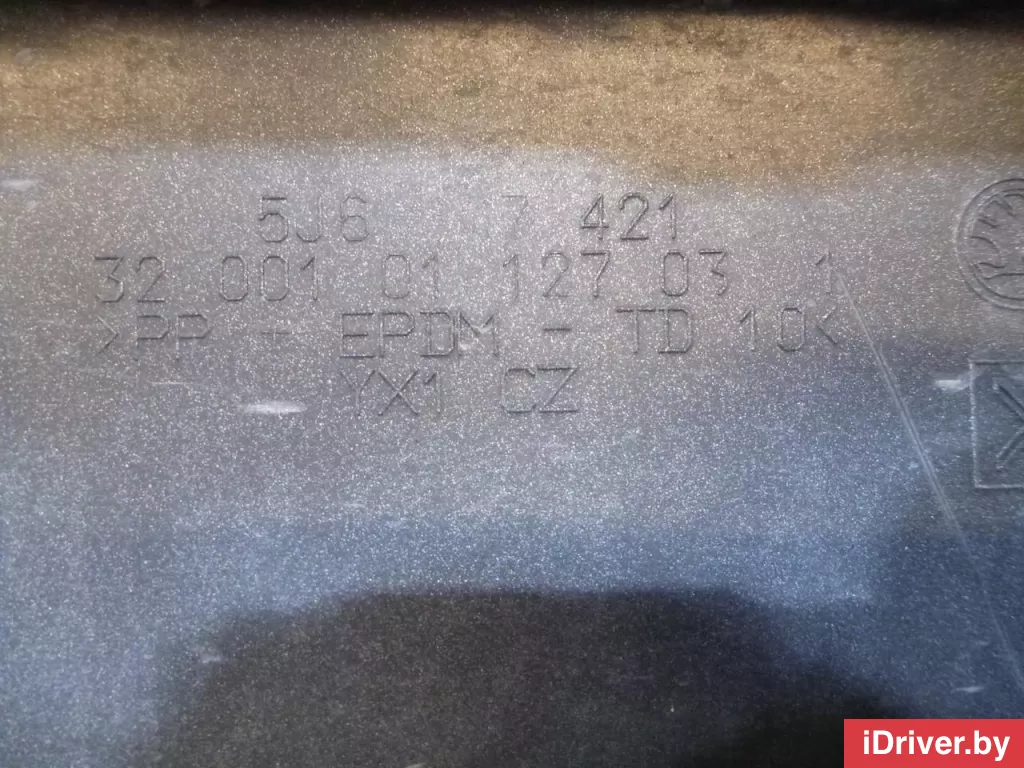 5J6 7 421
32 001 01 127 03 1
>PP + EPDM - TD 10<
YX1 CZ
iDriver.by